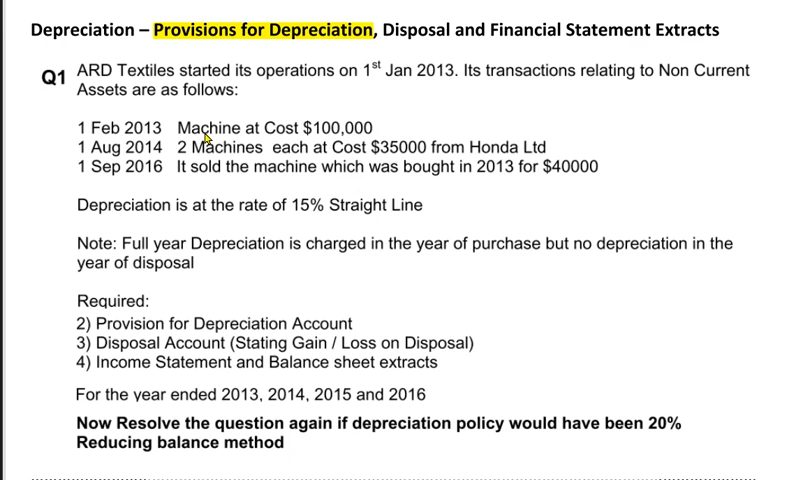 Depreciation – Provisions for Depreciation, Disposal and Financial Statement Extracts
Q1 ARD Textiles started its operations on 1st Jan 2013. Its transactions relating to Non Current
Assets are as follows:
1 Feb 2013 Machine at Cost $100,000
1 Aug 2014 2 Machines each at Cost $35000 from Honda Ltd
1 Sep 2016 It sold the machine which was bought in 2013 for $40000
Depreciation is at the rate of 15% Straight Line
Note: Full year Depreciation is charged in the year of purchase but no depreciation in the
year of disposal
Required:
2) Provision for Depreciation Account
3) Disposal Account (Stating Gain / Loss on Disposal)
4) Income Statement and Balance sheet extracts
For the year ended 2013, 2014, 2015 and 2016
Now Resolve the question again if depreciation policy would have been 20%
Reducing balance method